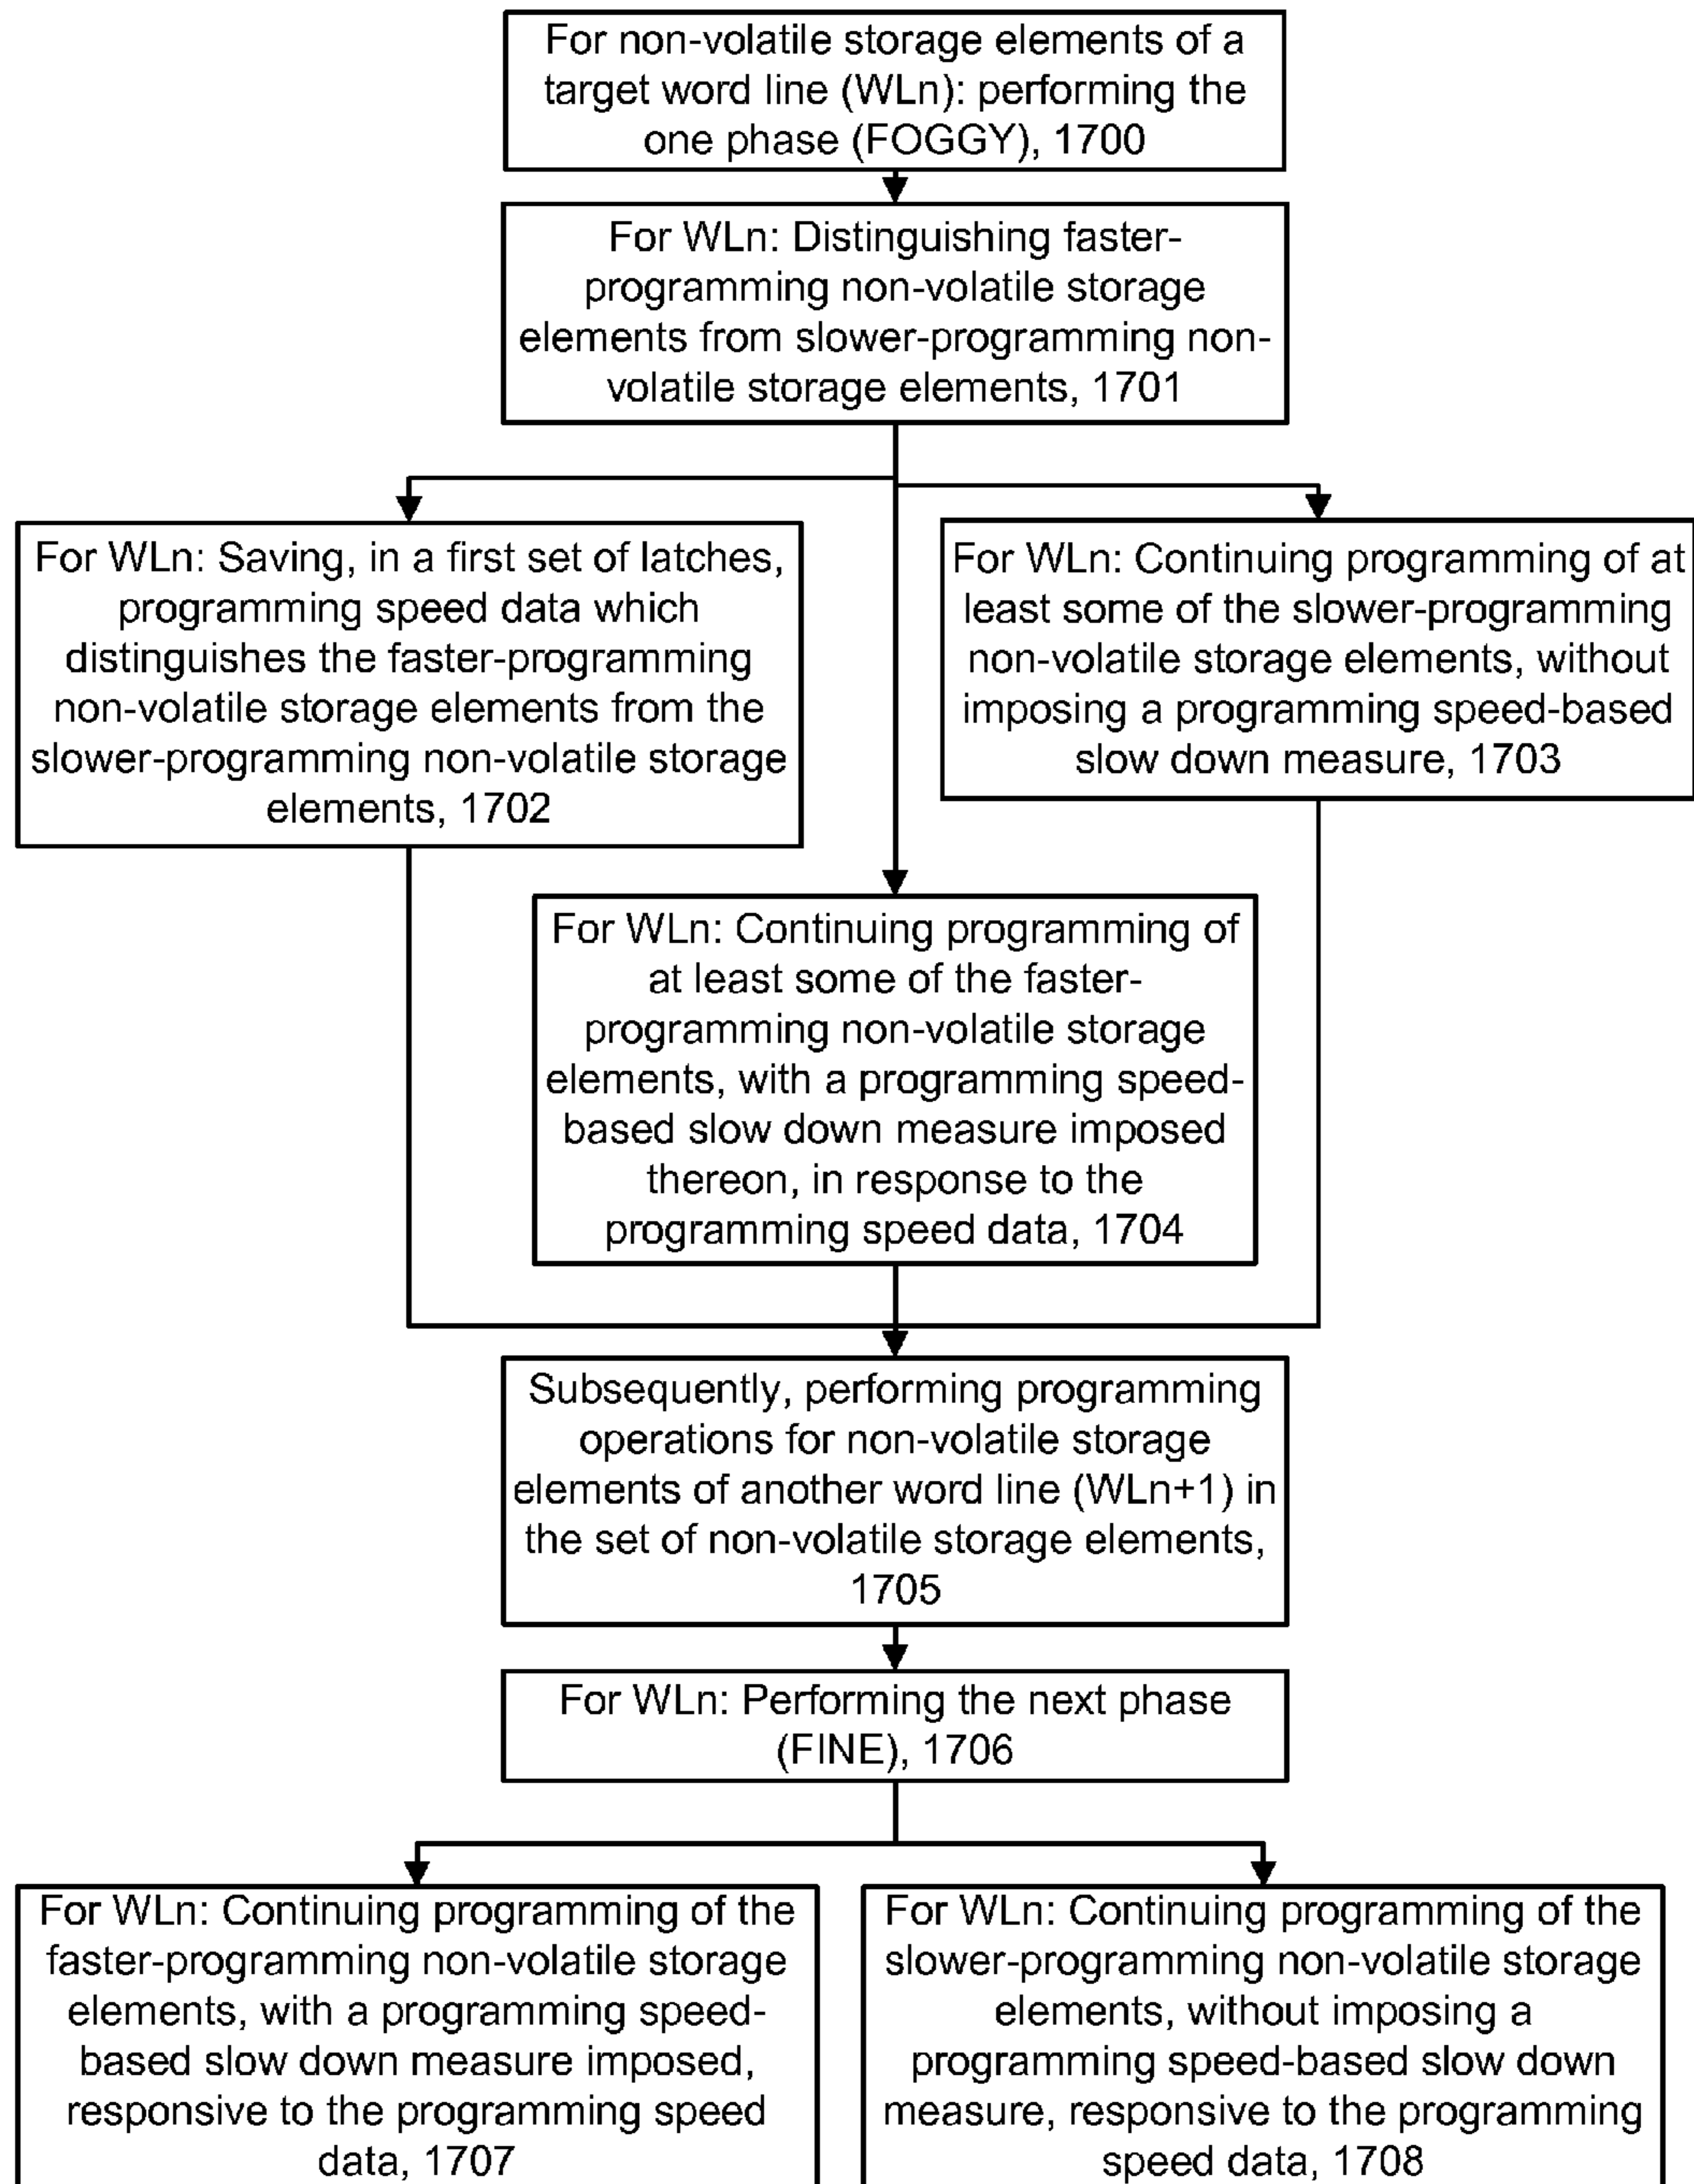 For non-volatile storage elements of a
target word line (WLn): performing the
one phase (FOGGY), 1700
For WLn: Distinguishing faster-
programming non-volatile storage
elements from slower-programming non-
volatile storage elements, 1701
For WLn: Saving, in a first set of latches,
programming speed data which
distinguishes the faster-programming
non-volatile storage elements from the
slower-programming non-volatile storage
elements, 1702
For WLn: Continuing programming of at
least some of the slower-programming
non-volatile storage elements, without
imposing a programming speed-based
slow down measure, 1703
For WLn: Continuing programming of
at least some of the faster-
programming non-volatile storage
elements, with a programming speed-
based slow down measure imposed
thereon, in response to the
programming speed data, 1704
Subsequently, performing programming
operations for non-volatile storage
elements of another word line (WLn+1) in
the set of non-volatile storage elements,
1705
For WLn: Performing the next phase
(FINE), 1706
For WLn: Continuing programming of the
faster-programming non-volatile storage
elements, with a programming speed-
based slow down measure imposed,
responsive to the programming speed
data, 1707
For WLn: Continuing programming of the
slower-programming non-volatile storage
elements, without imposing a
programming speed-based slow down
measure, responsive to the programming
speed data, 1708